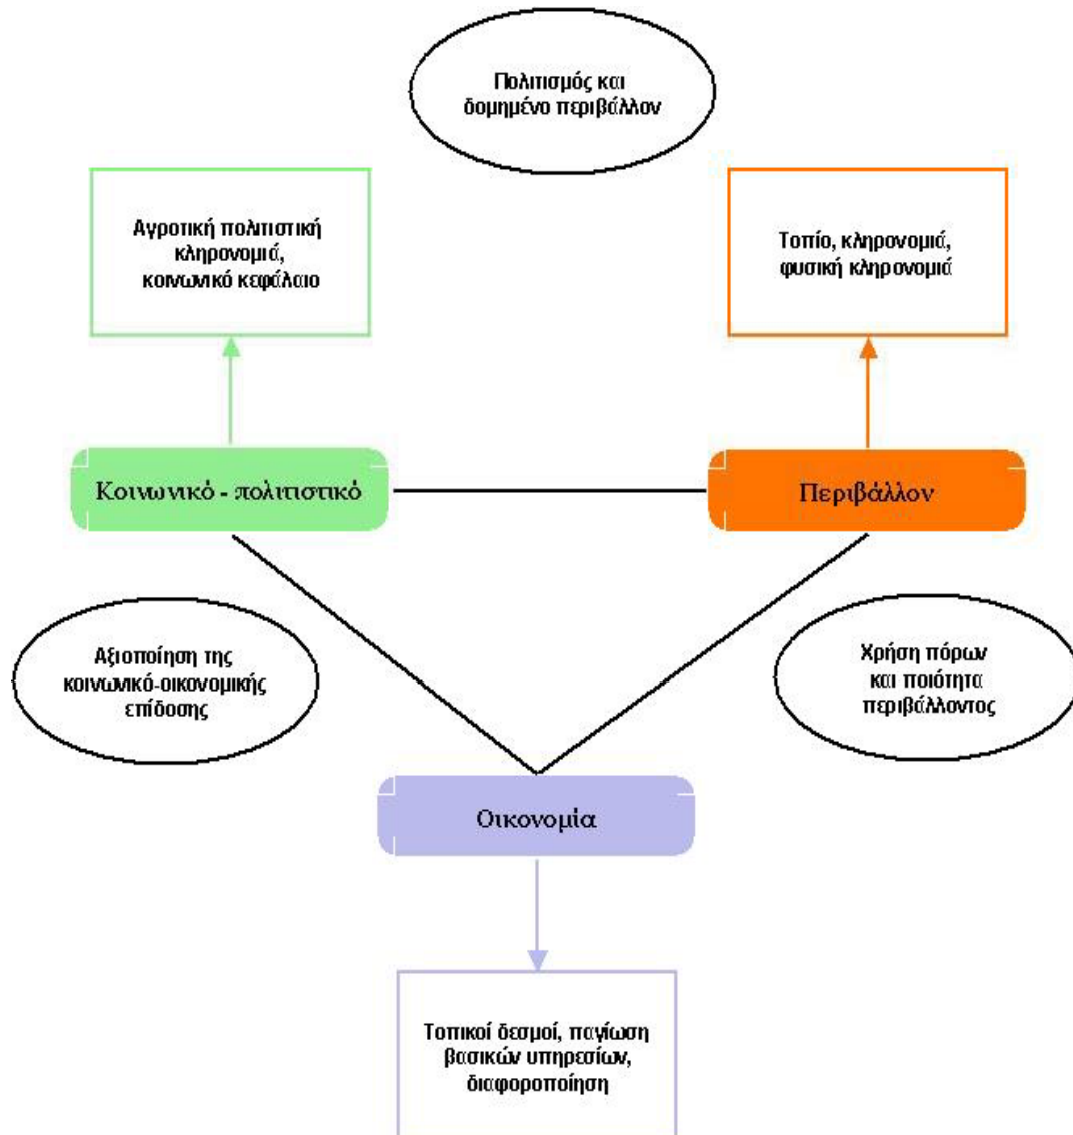 Πολιτισμός και
δομημένο περιβάλλον
Αγροτική πολιτιστική
κληρονομιά,
κοινωνικό κεφάλαιο
Τοπίο, κληρονομιά,
φυσική κληρονομιά
Κοινωνικό - πολιτιστικό
Περιβάλλον
Αξιοποίηση της
κοινωνικό-οικονομικής
επίδοσης
Χρήση πόρων
και ποιότητα
περιβάλλοντος
Οικονομία
Τοπικοί δεσμοί, παγίωση
βασικών υπηρεσίων,
διαφοροποίηση